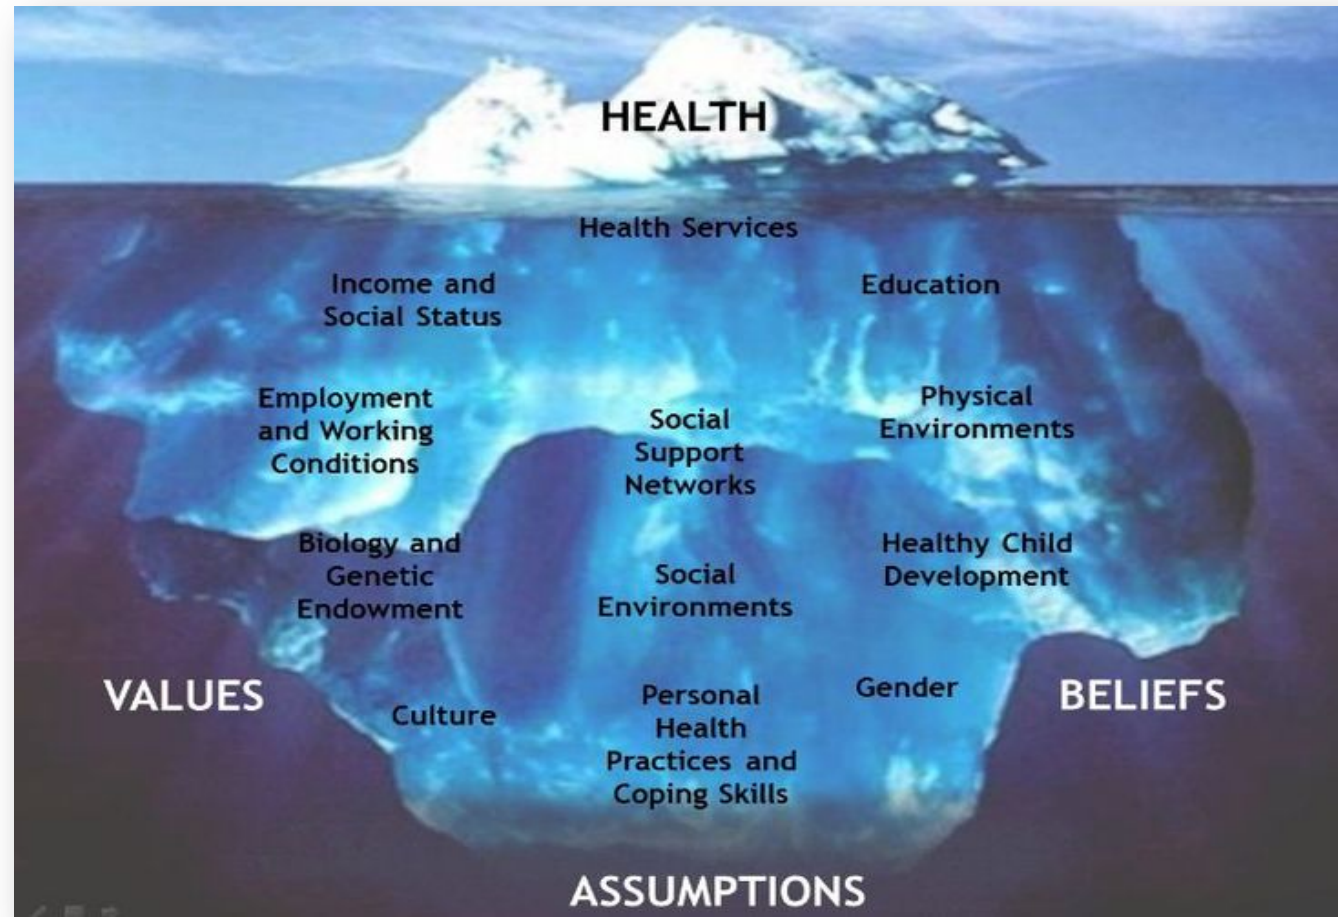 HEALTH
Health Services
Income and
Social Status
Education
Employment
and Working
Conditions
Social
Support
Networks
Physical
Environments
Biology and
Genetic
Endowment
Social
Environments
Healthy Child
Development
VALUES
Culture
Personal
Health
Practices and
Coping Skills
Gender
BELIEFS
ASSUMPTIONS